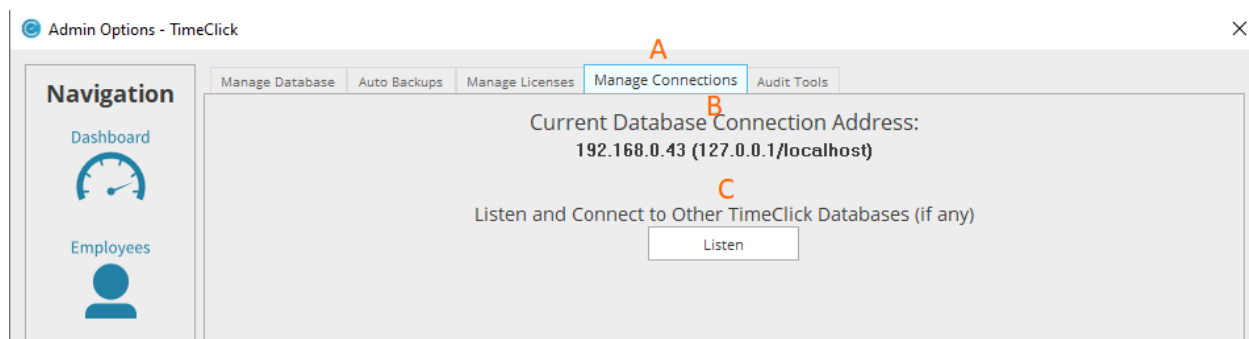 Admin Options - TimeClick
A
Navigation
Manage Database Auto Backups Manage Licenses Manage Connections Audit Tools
B
Current Database Connection Address:
192.168.0.43 (127.0.0.1/localhost)
Dashboard
C
Listen and Connect to Other TimeClick Databases (if any)
Listen
Employees